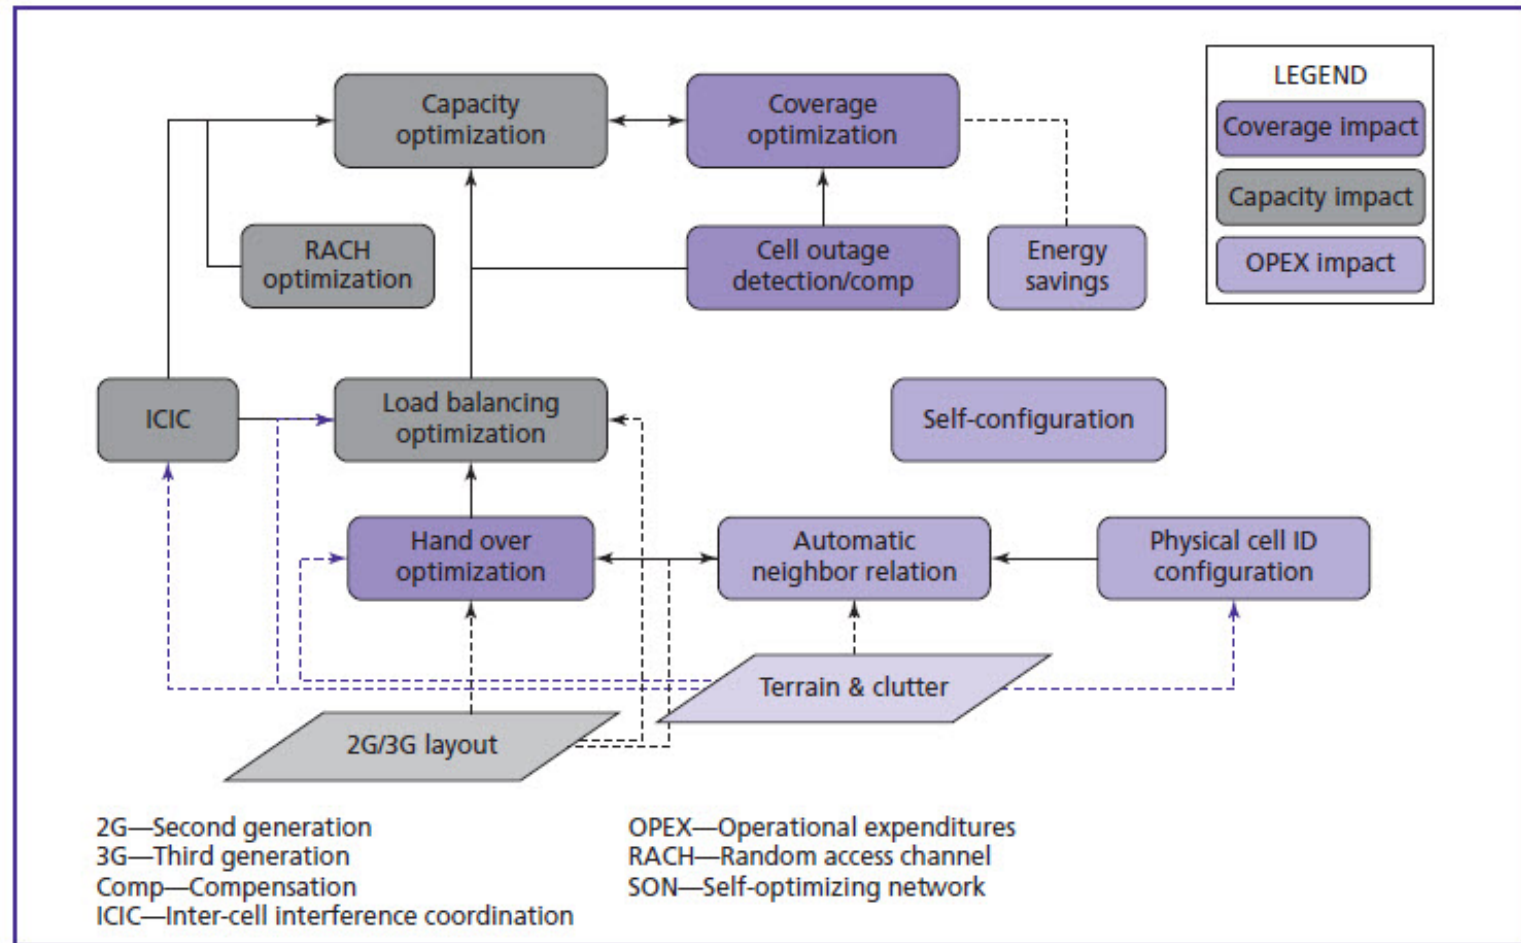 Capacity
optimization
Coverage
optimization
LEGEND
Coverage impact
Capacity impact
OPEX impact
RACH
optimization
Cell outage
detection/comp
Energy
savings
ICIC
Load balancing
optimization
Self-configuration
Hand over
optimization
Automatic
neighbor relation
Physical cell ID
configuration
Terrain & clutter
2G/3G layout
2G—Second generation
3G—Third generation
Comp—Compensation
ICIC—Inter-cell interference coordination
OPEX—Operational expenditures
RACH—Random access channel
SON—Self-optimizing network